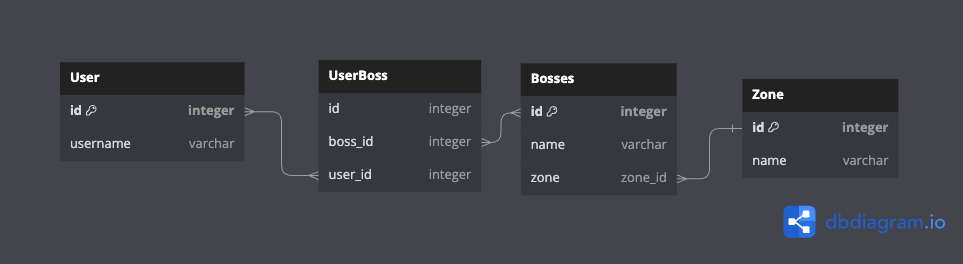 User
id integer
username varchar
UserBoss
id integer
boss_id integer
user_id integer
Bosses
id integer
name varchar
zone zone_id
Zone
id integer
name varchar
dbdiagram.io